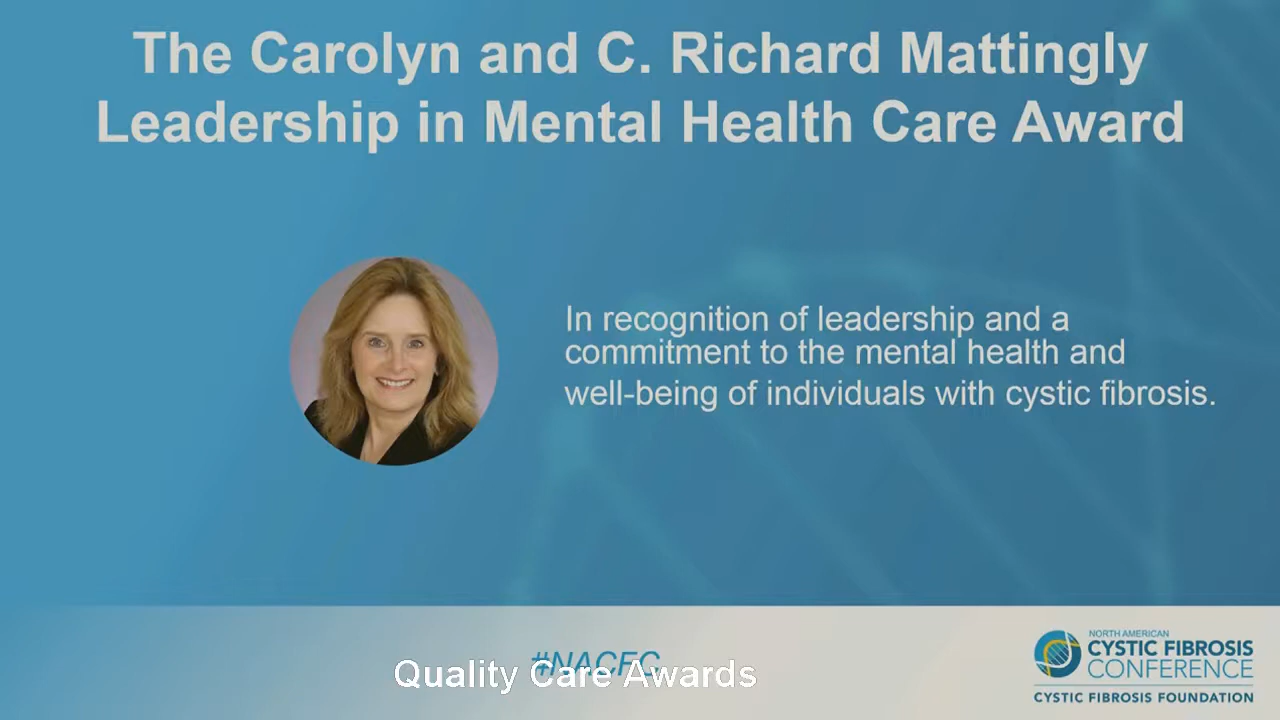 The Carolyn and C. Richard Mattingly
Leadership in Mental Health Care Award
In recognition of leadership and a
commitment to the mental health and
well-being of individuals with cystic fibrosis.
#NACFC
Quality Care Awards
NORTH AMERICAN
CYSTIC FIBROSIS
CONFERENCE
CYSTIC FIBROSIS FOUNDATION